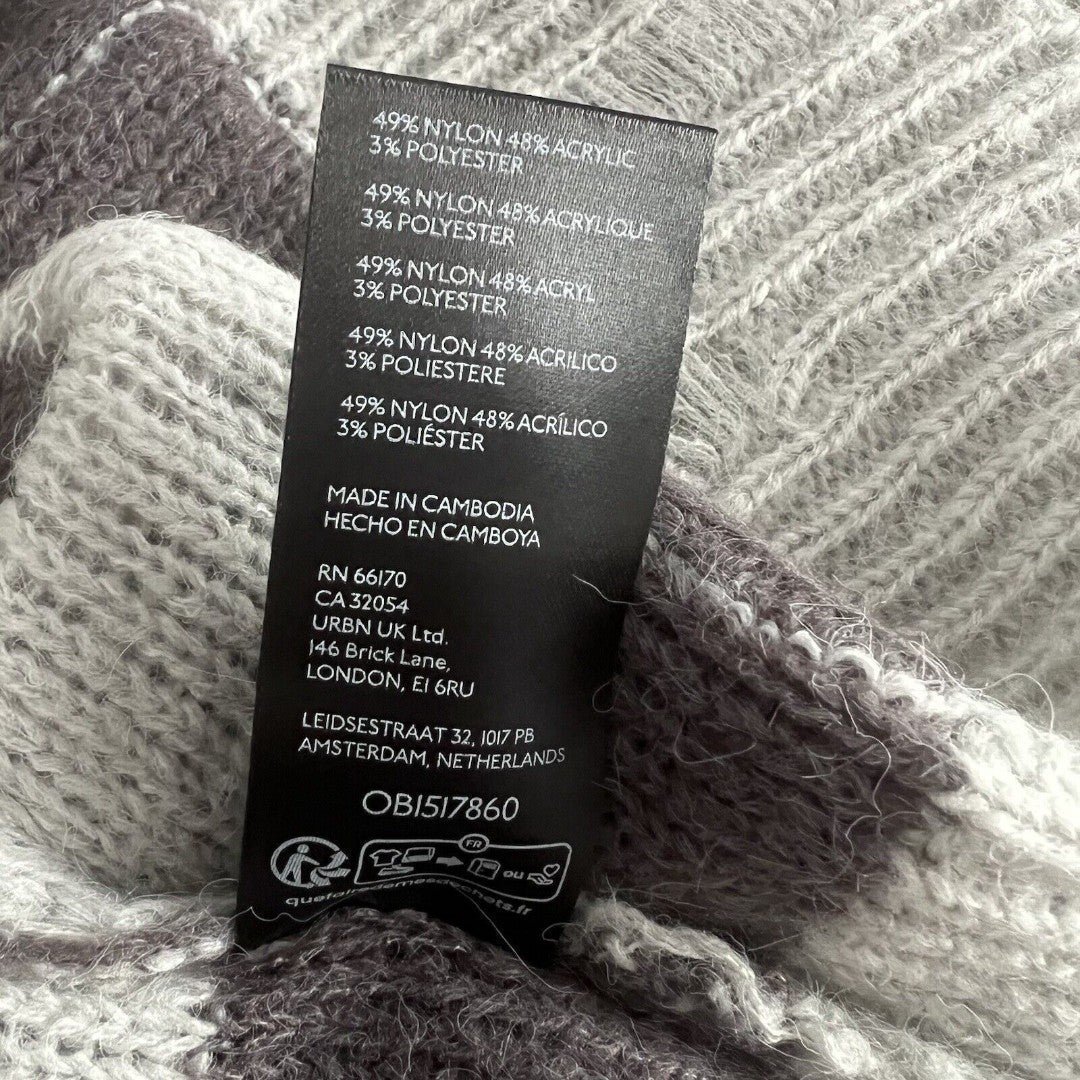 49% NYLON 48% ACRYLIC
3% POLYESTER
49% NYLON 48% ACRYLIQUE
3% POLYESTER
49% NYLON 48% ACRYL
3% POLYESTER
49% NYLON 48% ACRILICO
3% POLIESTERE
49% NYLON 48% ACRÍLICO
3% POLIÉSTER
MADE IN CAMBODIA
HECHO EN CAMBOYA
RN 66170
CA 32054
URBN UK Ltd.
146 Brick Lane,
LONDON, E1 6RU
LEIDSESTRAAT 32, 1017 PB
AMSTERDAM, NETHERLANDS
OB1517860
FR
ou
quefairedemesdechets.fr